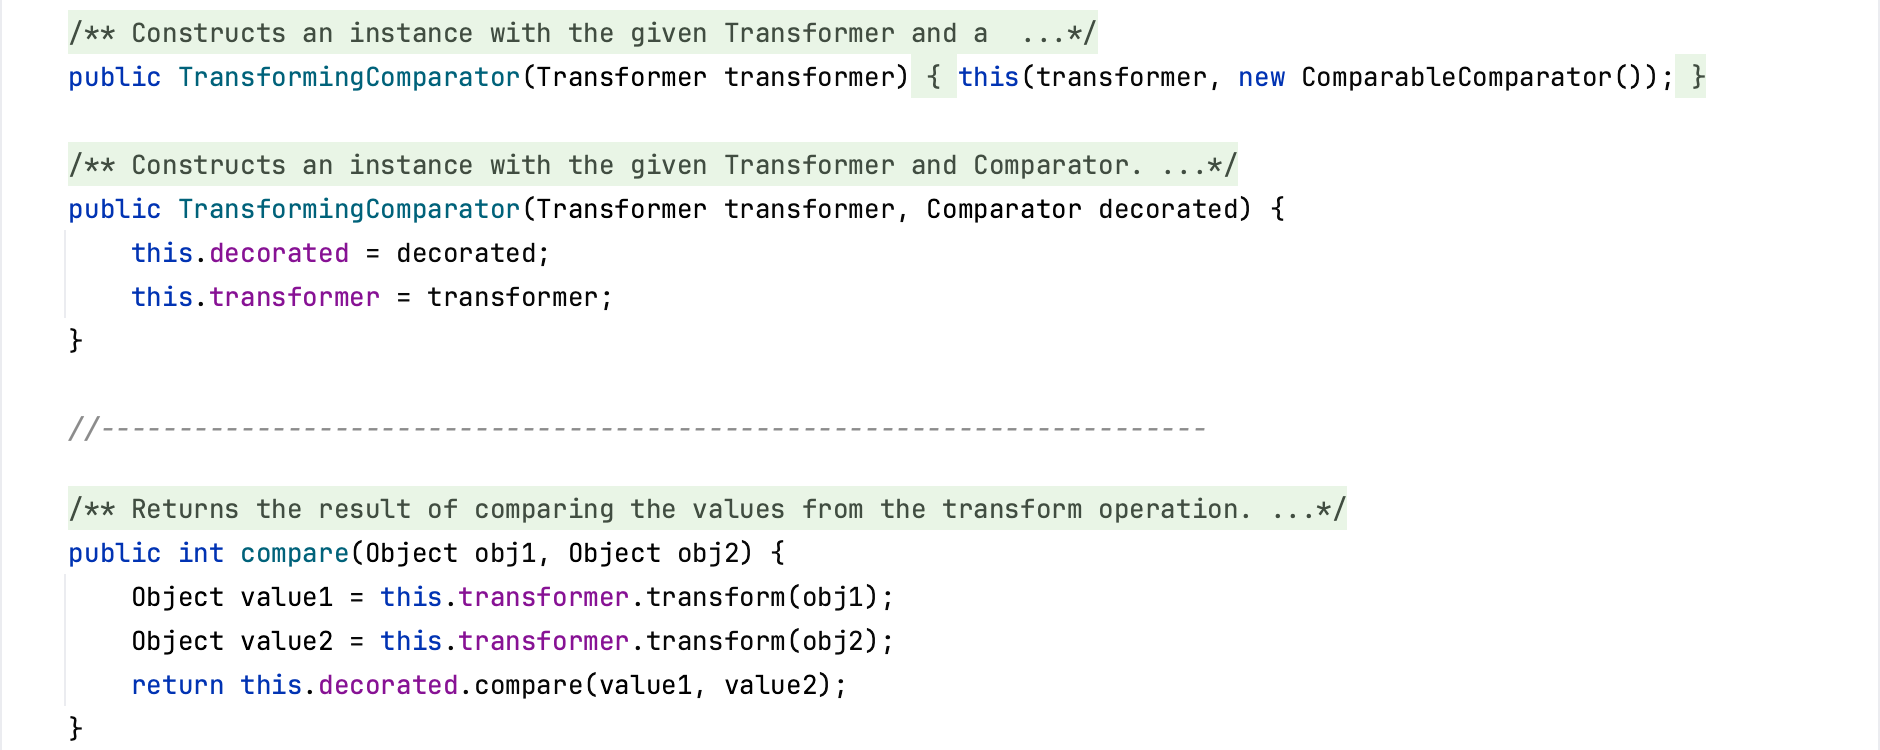 /** Constructs an instance with the given Transformer and a  ...*/
public TransformingComparator(Transformer transformer) { this(transformer, new ComparableComparator()); }
/** Constructs an instance with the given Transformer and Comparator. ...*/
public TransformingComparator(Transformer transformer, Comparator decorated) {
    this.decorated = decorated;
    this.transformer = transformer;
}
//-----------------------------------------------------------------------
/** Returns the result of comparing the values from the transform operation. ...*/
public int compare(Object obj1, Object obj2) {
    Object value1 = this.transformer.transform(obj1);
    Object value2 = this.transformer.transform(obj2);
    return this.decorated.compare(value1, value2);
}